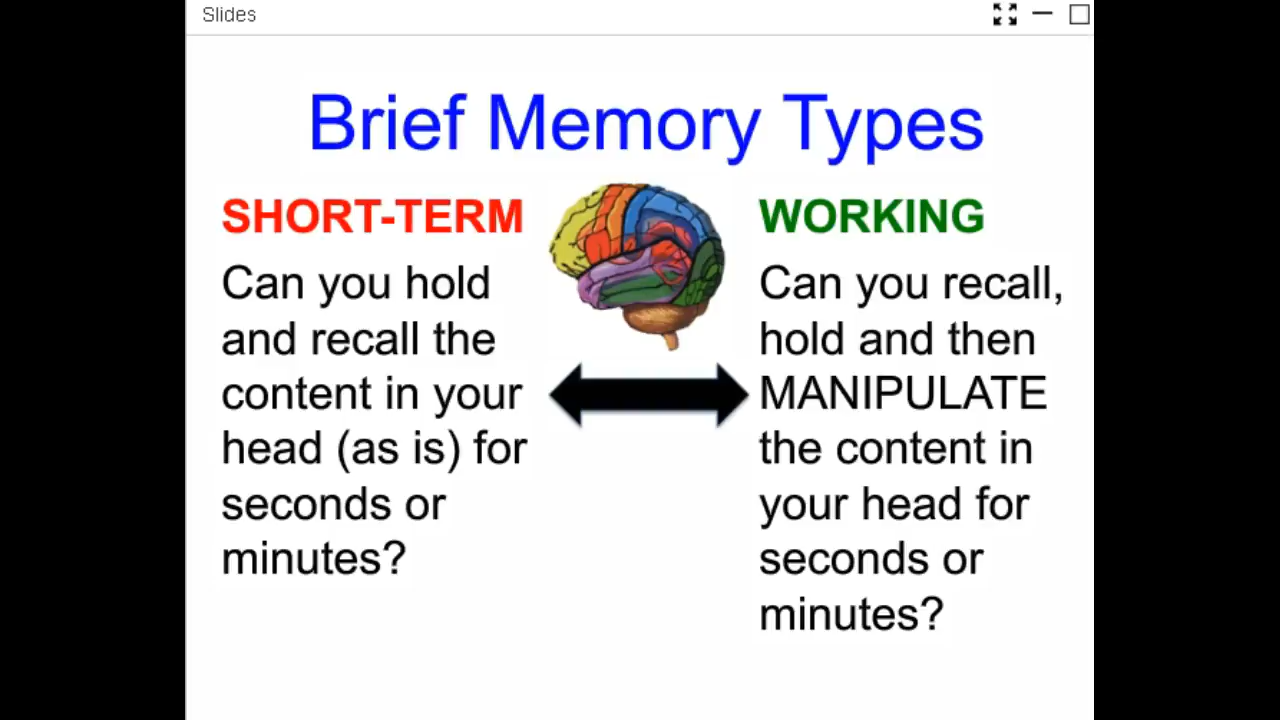 Slides
Brief Memory Types
SHORT-TERM
Can you hold
and recall the
content in your
head (as is) for
seconds or
minutes?
WORKING
Can you recall,
hold and then
MANIPULATE
the content in
your head for
seconds or
minutes?